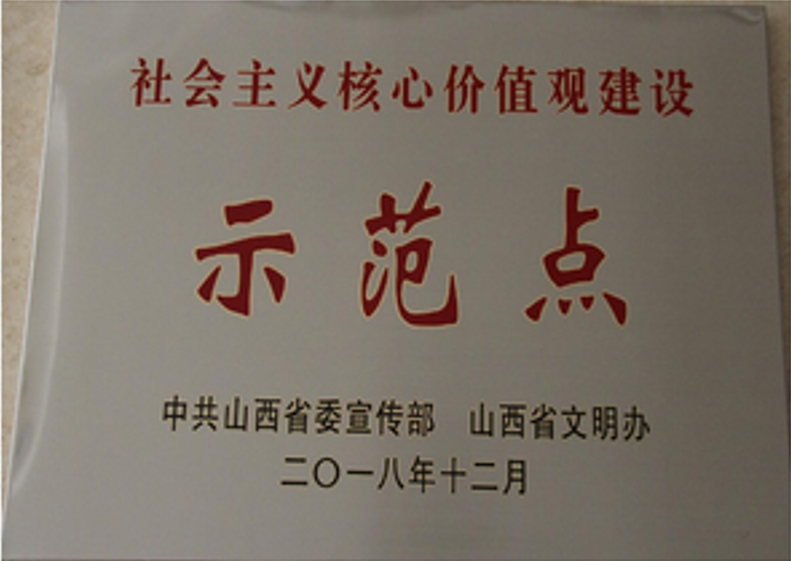 社会主义核心价值观建设
示范点
中共山西省委宣传部 山西省文明办
二〇一八年十二月